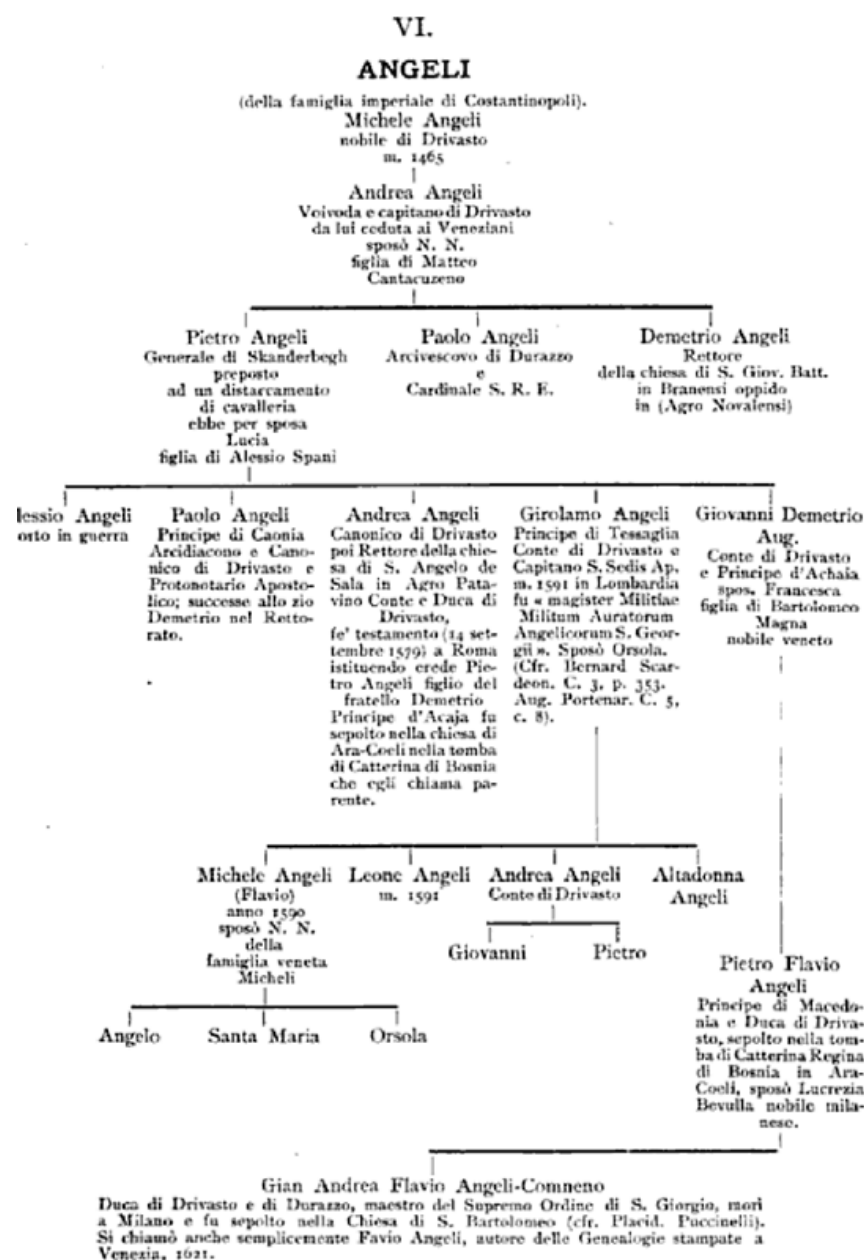 VI.
ANGELI
(della famiglia imperiale di Costantinopoli).
Michele Angeli
nobile di Drivasto
m. 1465
Andrea Angeli
Voivoda e capitano di Drivasto
da lui ceduta ai Veneziani
sposò N. N.
figlia di Matteo
Cantacuzeno
Pietro Angeli
Generale di Skanderbegh
preposto
ad un distaccamento
di cavalleria
ebbe per sposa
Lucia
figlia di Alessio Spani
Paolo Angeli
Arcivescovo di Durazzo
e
Cardinale S. R. E.
Demetrio Angeli
Rettore
della chiesa di S. Giov. Batt.
in Branensi oppido
in (Agro Novalensi)
lessio Angeli
orto in guerra
Paolo Angeli
Principe di Caonia
Arcidiacono e Cano-
nico di Drivasto e
Protonotario Aposto-
lico; successe allo zio
Demetrio nel Retto-
rato.
Andrea Angeli
Canonico di Drivasto
poi Rettore della chie-
sa di S. Angelo de
Sala in Agro Pata-
vino Conte e Duca di
Drivasto,
fe' testamento (14 set-
tembre 1579) a Roma
istituendo erede Pie-
tro Angeli figlio del
fratello Demetrio
Principe d'Acaja fu
sepolto nella chiesa di
Ara-Coeli nella tomba
di Catterina di Bosnia
che egli chiama pa-
rente.
Girolamo Angeli
Principe di Tessaglia
Conte di Drivasto e
Capitano S. Sedis Ap.
m. 1591 in Lombardia
fu « magister Militiae
Militum Auratorum
Angelicorum S. Geor-
gii ». Sposò Orsola.
(Cfr. Bernard Scar-
deon. C. 3, p. 353.
Aug. Portenar. C. 5,
c. 8).
Giovanni Demetrio
Aug.
Conte di Drivasto
e Principe d'Achaia
spos. Francesca
figlia di Bartolomeo
Magna
nobile veneto
Michele Angeli
(Flavio)
anno 1590
sposò N. N.
della
famiglia veneta
Micheli
Leone Angeli
m. 1591
Andrea Angeli
Conte di Drivasto
Altadonna
Angeli
Giovanni Pietro
Angelo Santa Maria Orsola
Pietro Flavio
Angeli
Principe di Macedo-
nia e Duca di Driva-
sto, sepolto nella tom-
ba di Catterina Regina
di Bosnia in Ara-
Coeli, sposò Lucrezia
Bevulla nobile mila-
nese.
Gian Andrea Flavio Angeli-Comneno
Duca di Drivasto e di Durazzo, maestro del Supremo Ordine di S. Giorgio, morì
a Milano e fu sepolto nella Chiesa di S. Bartolomeo (cfr. Placid. Puccinelli).
Si chiamò anche semplicemente Favio Angeli, autore delle Genealogie stampate a
Venezia, 1621.